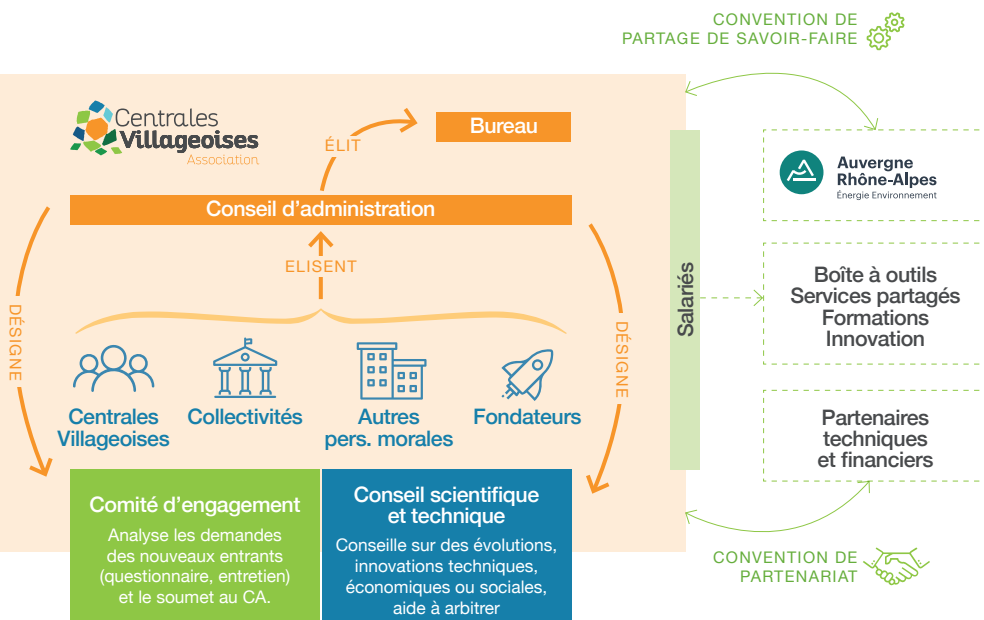 CONVENTION DE
PARTAGE DE SAVOIR-FAIRE
Centrales
Villageoises
Association
ÉLIT
Bureau
Conseil d'administration
ELISENT
DÉSIGNE
DÉSIGNE
Centrales
Villageoises
Collectivités
Autres
pers. morales
Fondateurs
Comité d'engagement
Analyse les demandes
des nouveaux entrants
(questionnaire, entretien)
et le soumet au CA.
Conseil scientifique
et technique
Conseille sur des évolutions,
innovations techniques,
économiques ou sociales,
aide à arbitrer
Salariés
Auvergne
Rhône-Alpes
Énergie Environnement
Boîte à outils
Services partagés
Formations
Innovation
Partenaires
techniques
et financiers
CONVENTION DE
PARTENARIAT